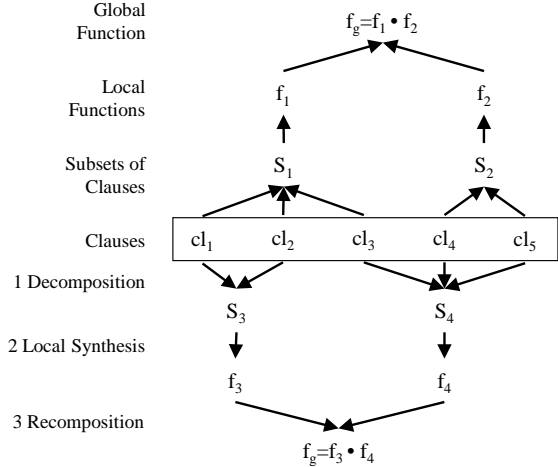 Global
Function
f_g=f_1 • f_2
Local
Functions
f_1 f_2
Subsets of
Clauses
S_1 S_2
Clauses cl_1 cl_2 cl_3 cl_4 cl_5
1 Decomposition
S_3 S_4
2 Local Synthesis
f_3 f_4
3 Recomposition
f_g=f_3 • f_4